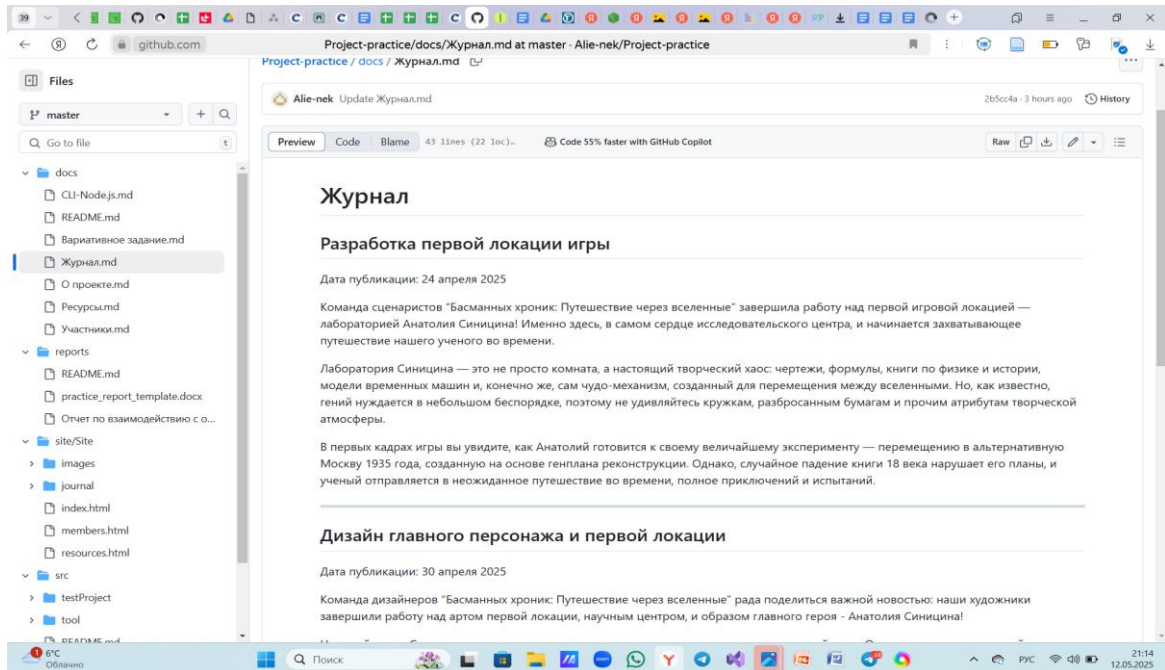 39
github.com
Project-practice/docs/Журнал.md at master · Alie-nek/Project-practice
Files
master
Go to file
t
docs
CLI-Node.js.md
README.md
Вариативное задание.md
Журнал.md
О проекте.md
Ресурсы.md
Участники.md
reports
README.md
practice_report_template.docx
Отчет по взаимодействию с о...
site/Site
images
journal
index.html
members.html
resources.html
src
testProject
tool
README.md
Project-practice / docs / Журнал.md
Alie-nek Update Журнал.md
2b5cc4a · 3 hours ago History
Preview Code Blame 43 lines (22 loc)... Code 55% faster with GitHub Copilot
Raw
Журнал
Разработка первой локации игры
Дата публикации: 24 апреля 2025
Команда сценаристов "Басманных хроник: Путешествие через вселенные" завершила работу над первой игровой локацией —
лабораторией Анатолия Синицина! Именно здесь, в самом сердце исследовательского центра, и начинается захватывающее
путешествие нашего ученого во времени.
Лаборатория Синицина — это не просто комната, а настоящий творческий хаос: чертежи, формулы, книги по физике и истории,
модели временных машин и, конечно же, сам чудо-механизм, созданный для перемещения между вселенными. Но, как известно,
гений нуждается в небольшом беспорядке, поэтому не удивляйтесь кружкам, разбросанным бумагам и прочим атрибутам творческой
атмосферы.
В первых кадрах игры вы увидите, как Анатолий готовится к своему величайшему эксперименту — перемещению в альтернативную
Москву 1935 года, созданную на основе генплана реконструкции. Однако, случайное падение книги 18 века нарушает его планы, и
ученый отправляется в неожиданное путешествие во времени, полное приключений и испытаний.
Дизайн главного персонажа и первой локации
Дата публикации: 30 апреля 2025
Команда дизайнеров "Басманных хроник: Путешествие через вселенные" рада поделиться важной новостью: наши художники
завершили работу над артом первой локации, научным центром, и образом главного героя - Анатолия Синицина!
1
6°C
Облачно
Поиск
РУС
21:14
12.05.2025